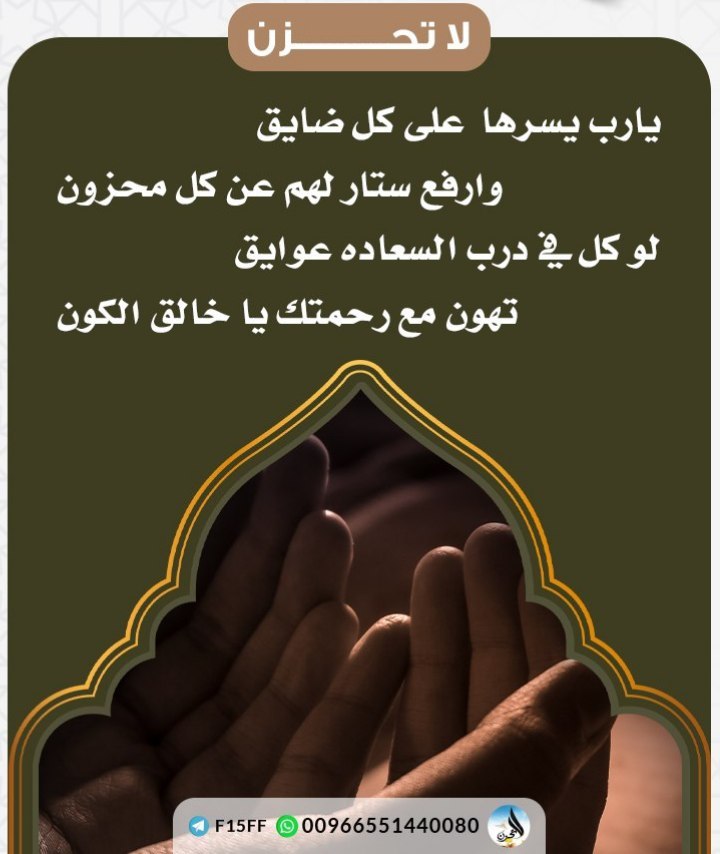 لا تحـــــزن
يارب يسرها على كل ضايق
وارفع ستار لهم عن كل محزون
لو كل في درب السعاده عوايق
تهون مع رحمتك يا خالق الكون
F15FF 00966551440080